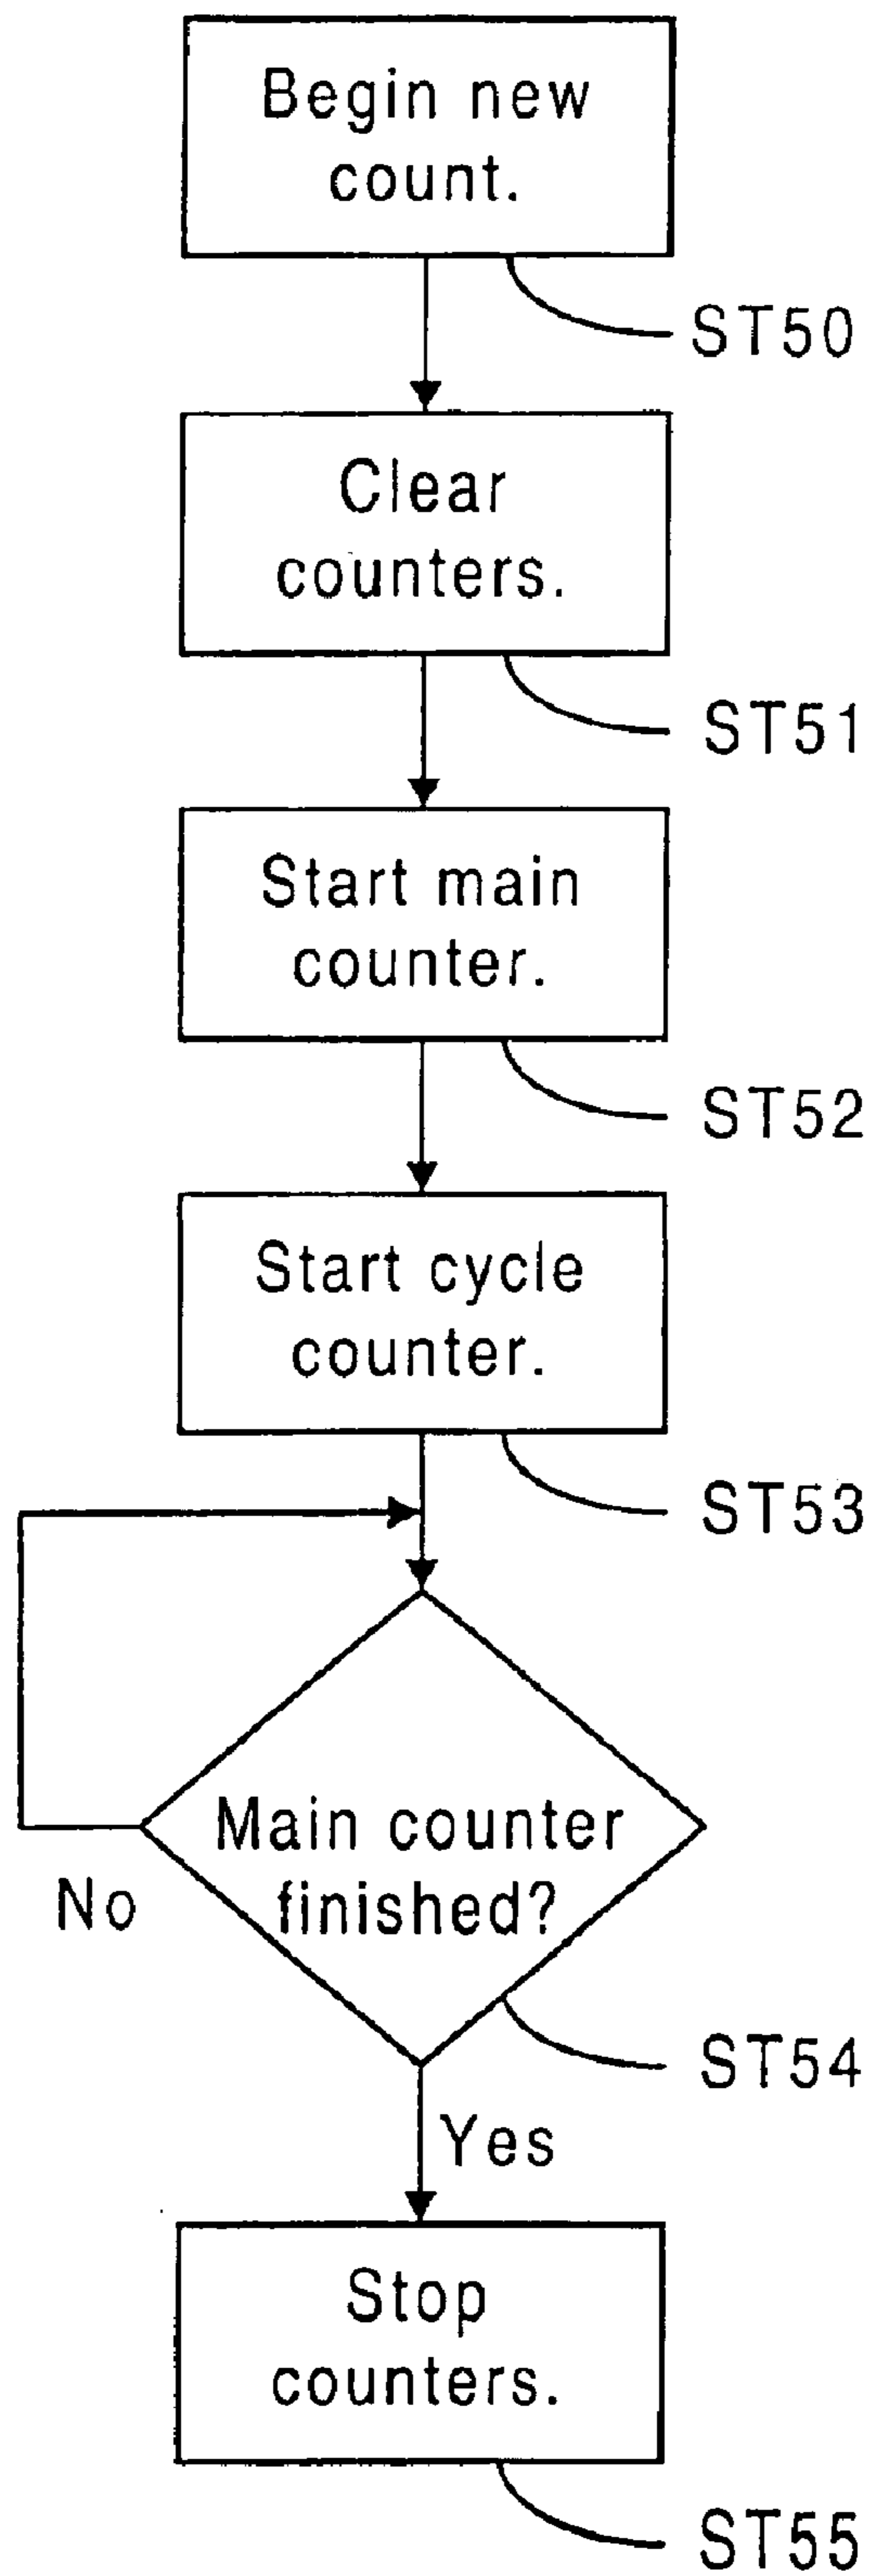 Begin new
count.
ST50
Clear
counters.
ST51
Start main
counter.
ST52
Start cycle
counter.
ST53
Main counter
finished?
No
ST54
Yes
Stop
counters.
ST55